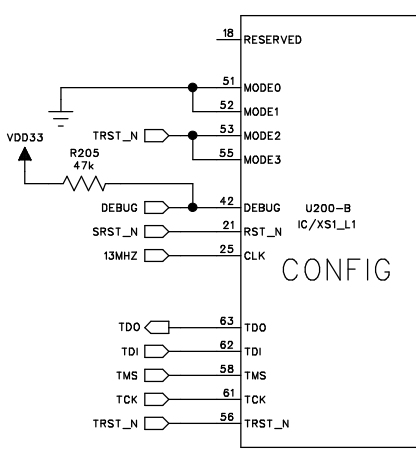 18 RESERVED
51 MODE0
52 MODE1
TRST_N 53 MODE2
55 MODE3
VDD33
R205
47k
DEBUG 42 DEBUG
U200-B
SRST_N 21 RST_N
IC/XS1_L1
13MHZ 25 CLK
CONFIG
TDO 63 TDO
TDI 62 TDI
TMS 58 TMS
TCK 61 TCK
TRST_N 56 TRST_N